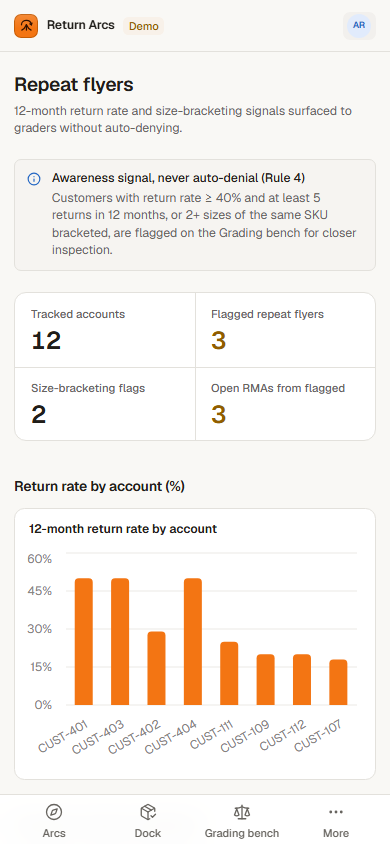 Return Arcs
Demo
AR
Repeat flyers
12-month return rate and size-bracketing signals surfaced to
graders without auto-denying.
Awareness signal, never auto-denial (Rule 4)
Customers with return rate ≥ 40% and at least 5
returns in 12 months, or 2+ sizes of the same SKU
bracketed, are flagged on the Grading bench for closer
inspection.
Tracked accounts
12
Flagged repeat flyers
3
Size-bracketing flags
2
Open RMAs from flagged
3
Return rate by account (%)
12-month return rate by account
60%
45%
30%
15%
0%
CUST-401
CUST-403
CUST-402
CUST-404
CUST-111
CUST-109
CUST-112
CUST-107
Arcs
Dock
Grading bench
More